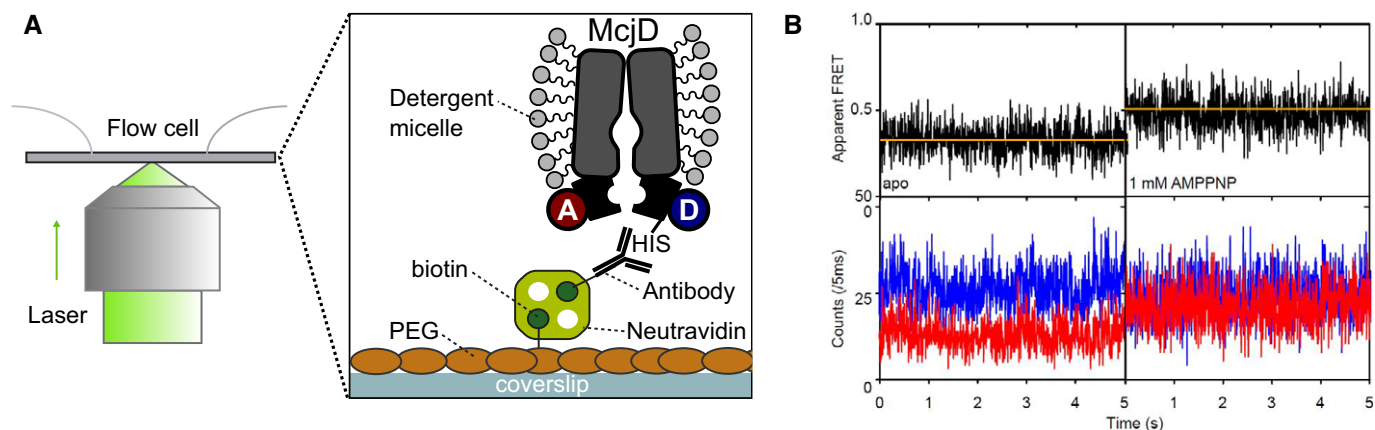 A
Flow cell
Laser
McjD
Detergent
micelle
A
D
HIS
biotin
Antibody
PEG
Neutravidin
coverslip
B
Apparent FRET
1.0
0.5
0
apo
1 mM AMPPNP
Counts (/5ms)
50
25
0
0 1 2 3 4 5 1 2 3 4 5
Time (s)